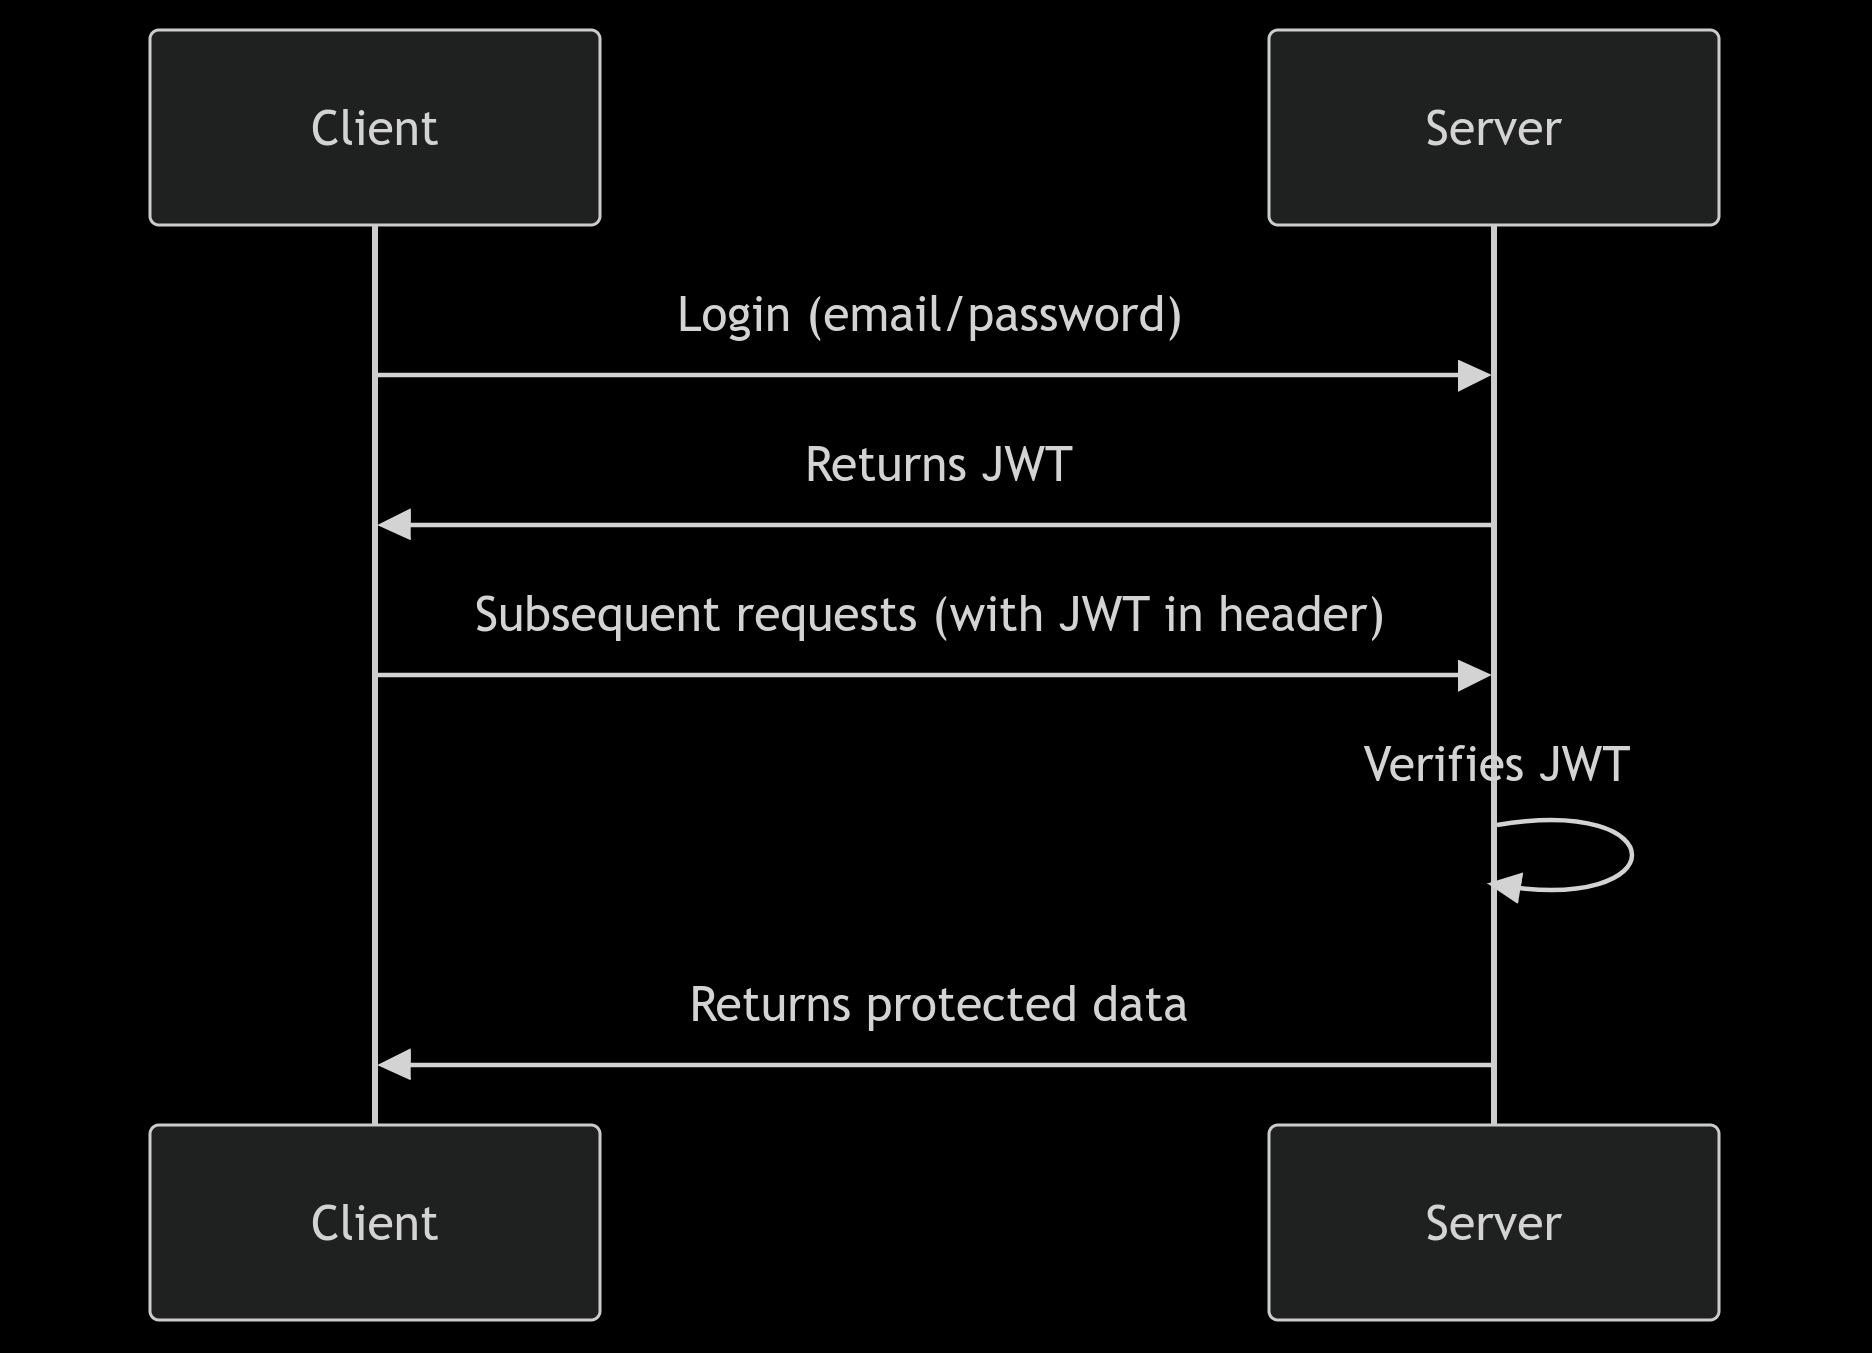 Client
Server
Login (email/password)
Returns JWT
Subsequent requests (with JWT in header)
Verifies JWT
Returns protected data
Client
Server